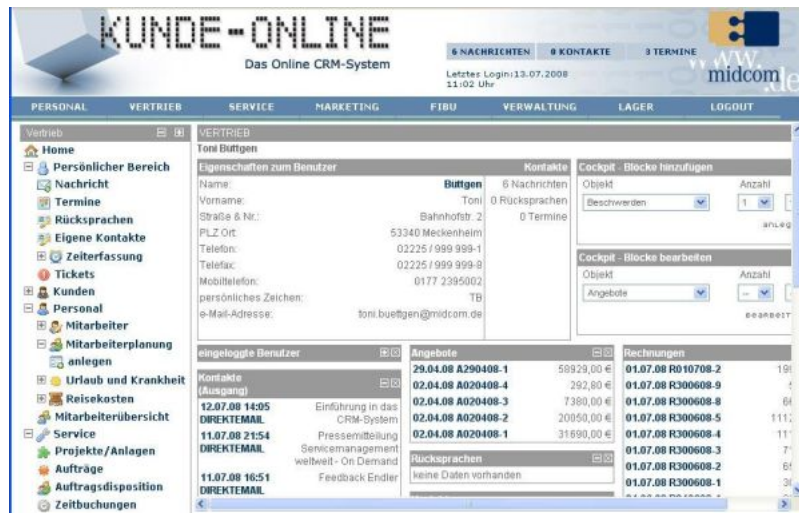 KUNDE-ONLINE
Das Online CRM-System
6 NACHRICHTEN 0 KONTAKTE 3 TERMINE
Letztes Login:13.07.2008
11:02 Uhr
www.
midcom.de
PERSONAL VERTRIEB SERVICE MARKETING FIBU VERWALTUNG LAGER LOGOUT
Vertrieb
Home
Persönlicher Bereich
Nachricht
Termine
Rücksprachen
Eigene Kontakte
Zeiterfassung
Tickets
Kunden
Personal
Mitarbeiter
Mitarbeiterplanung
anlegen
Urlaub und Krankheit
Reisekosten
Mitarbeiterübersicht
Service
Projekte/Anlagen
Aufträge
Auftragsdisposition
Zeitbuchungen
VERTRIEB
Toni Büttgen
Eigenschaften zum Benutzer Kontakte
Name: Büttgen 6 Nachrichten
Vorname: Toni 0 Rücksprachen
Straße & Nr.: Bahnhofstr. 2 0 Termine
PLZ Ort: 53340 Meckenheim
Telefon: 02225 / 999 999-1
Telefax: 02225 / 999 999-8
Mobiltelefon: 0177 2395002
persönliches Zeichen: TB
e-Mail-Adresse: toni.buettgen@midcom.de
Cockpit - Blöcke hinzufügen
Objekt Anzahl
Beschwerden 1
Cockpit - Blöcke bearbeiten
Objekt Anzahl
Angebote --
eingeloggte Benutzer
Kontakte
(Ausgang)
12.07.08 14:05 Einführung in das
DIREKTEMAIL CRM-System
11.07.08 21:54 Pressemitteilung
DIREKTEMAIL Servicemanagement
weltweit - On Demand
11.07.08 16:51 Feedback Endler
DIREKTEMAIL
Angebote
29.04.08 A290408-1 58929,00 €
02.04.08 A020408-4 292,80 €
02.04.08 A020408-3 7380,00 €
02.04.08 A020408-2 20050,00 €
02.04.08 A020408-1 31690,00 €
Rücksprachen
keine Daten vorhanden
Rechnungen
01.07.08 R010708-2
01.07.08 R300608-9
01.07.08 R300608-8
01.07.08 R300608-5
01.07.08 R300608-4
01.07.08 R300608-3
01.07.08 R300608-2
01.07.08 R300608-1